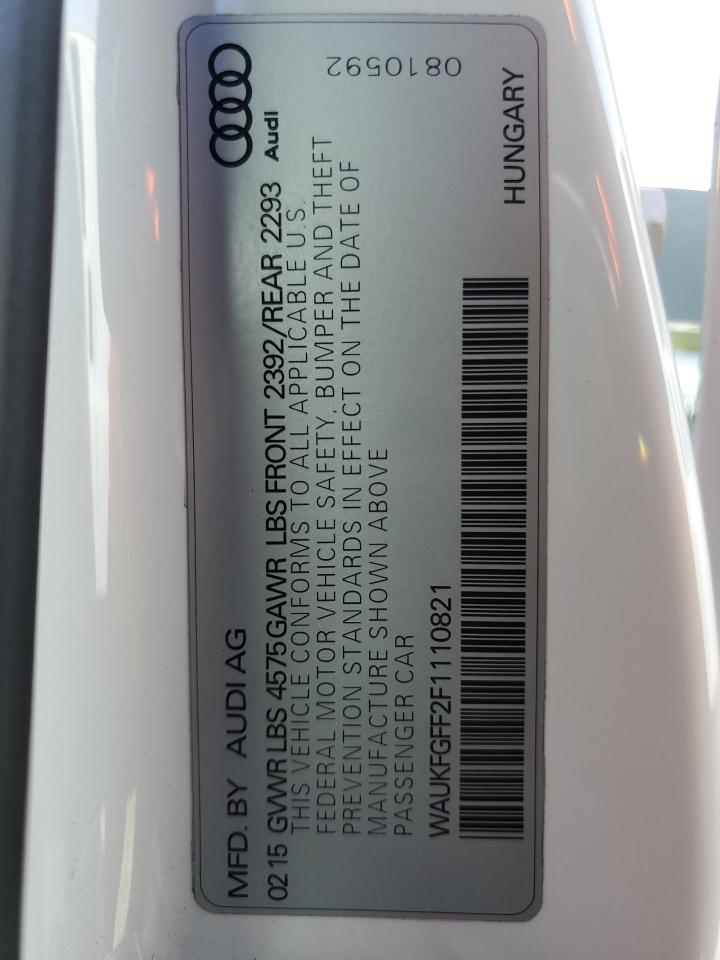 MFD. BY AUDI AG
Audi
02 15 GVWR LBS 4575 GAWR LBS FRONT 2392/REAR 2293
THIS VEHICLE CONFORMS TO ALL APPLICABLE U.S.
FEDERAL MOTOR VEHICLE SAFETY, BUMPER AND THEFT
PREVENTION STANDARDS IN EFFECT ON THE DATE OF
MANUFACTURE SHOWN ABOVE
PASSENGER CAR
WAUKFGFF2F1110821
HUNGARY
0810592